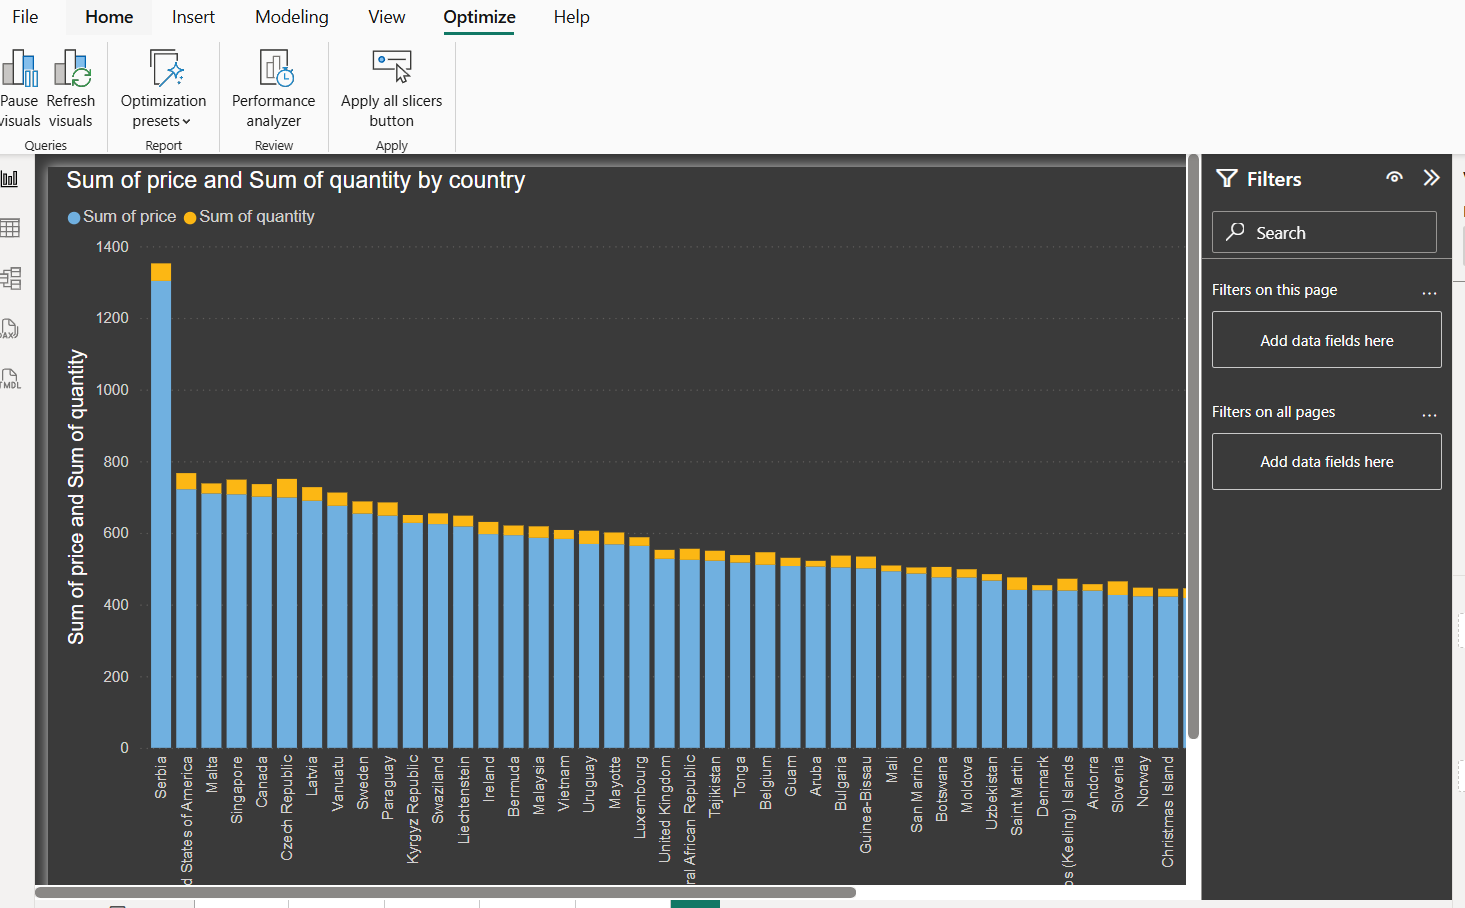 File Home Insert Modeling View Optimize Help
Pause visuals
Refresh visuals
Optimization presets
Performance analyzer
Apply all slicers button
Queries
Report
Review
Apply
Sum of price and Sum of quantity by country
Sum of price Sum of quantity
Sum of price and Sum of quantity
1400
1200
1000
800
600
400
200
0
Serbia
d States of America
Malta
Singapore
Canada
Czech Republic
Latvia
Vanuatu
Sweden
Paraguay
Kyrgyz Republic
Swaziland
Liechtenstein
Ireland
Bermuda
Malaysia
Vietnam
Uruguay
Mayotte
Luxembourg
United Kingdom
ral African Republic
Tajikistan
Tonga
Belgium
Guam
Aruba
Bulgaria
Guinea-Bissau
Mali
San Marino
Botswana
Moldova
Uzbekistan
Saint Martin
Denmark
os (Keeling) Islands
Andorra
Slovenia
Norway
Christmas Island
Filters
Search
Filters on this page ...
Add data fields here
Filters on all pages ...
Add data fields here